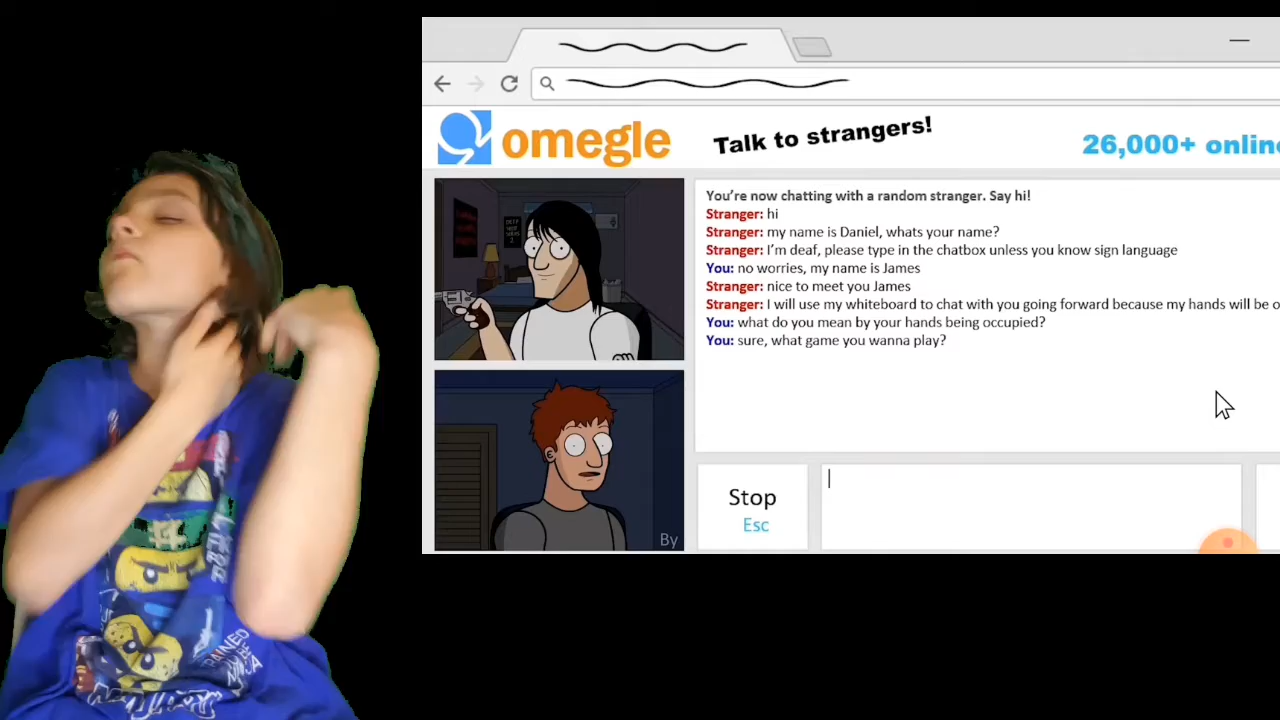 omegle
Talk to strangers!
26,000+ onlin
You're now chatting with a random stranger. Say hi!
Stranger: hi
Stranger: my name is Daniel, whats your name?
Stranger: I'm deaf, please type in the chatbox unless you know sign language
You: no worries, my name is James
Stranger: nice to meet you James
Stranger: I will use my whiteboard to chat with you going forward because my hands will be o
You: what do you mean by your hands being occupied?
You: sure, what game you wanna play?
Stop
Esc
By